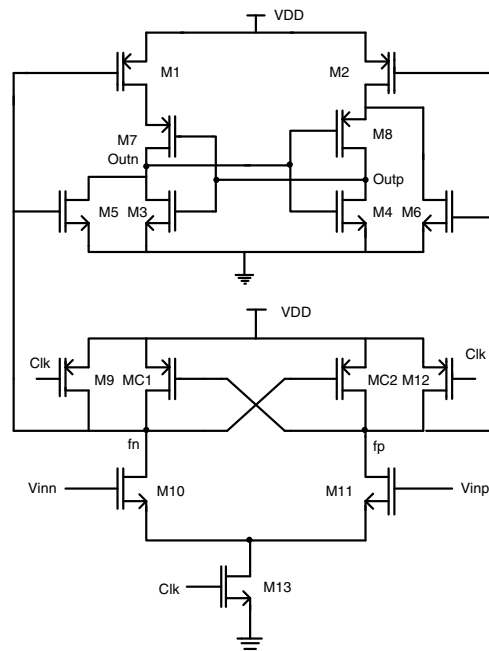 VDD
M1
M2
M7
M8
Outn
Outp
M5
M3
M4
M6
VDD
Clk
Clk
M9
MC1
MC2
M12
fn
fp
Vinn
M10
M11
Vinp
Clk
M13